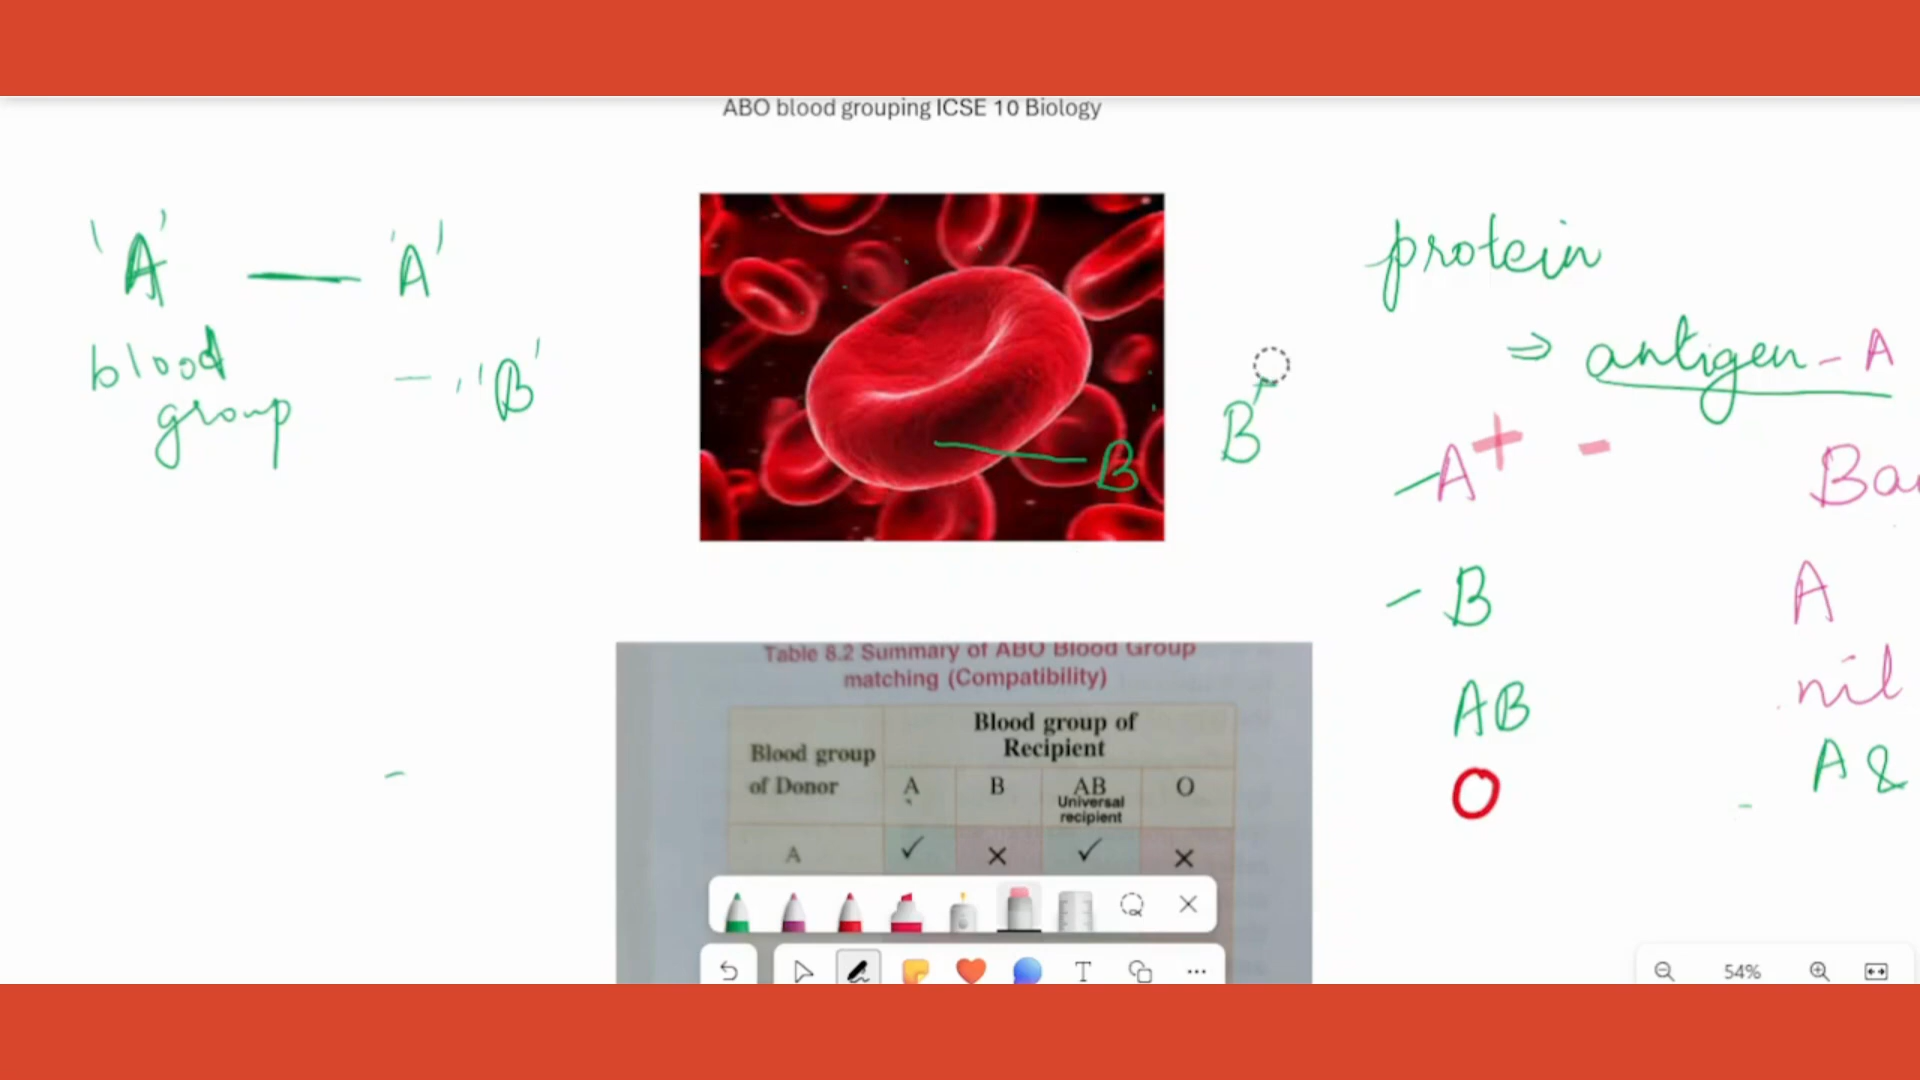 ABO blood grouping ICSE 10 Biology
'A' — 'A'
blood
group
- 'B'
B
B
protein
⇒ antigen - A
- A + -
- B
A
AB
nil
O
A &
Table 8.2 Summary of ABO Blood Group
matching (Compatibility)
Blood group of Donor
Blood group of
Recipient
A B AB O
Universal
recipient
A ✓ × ✓ ×
T
54%